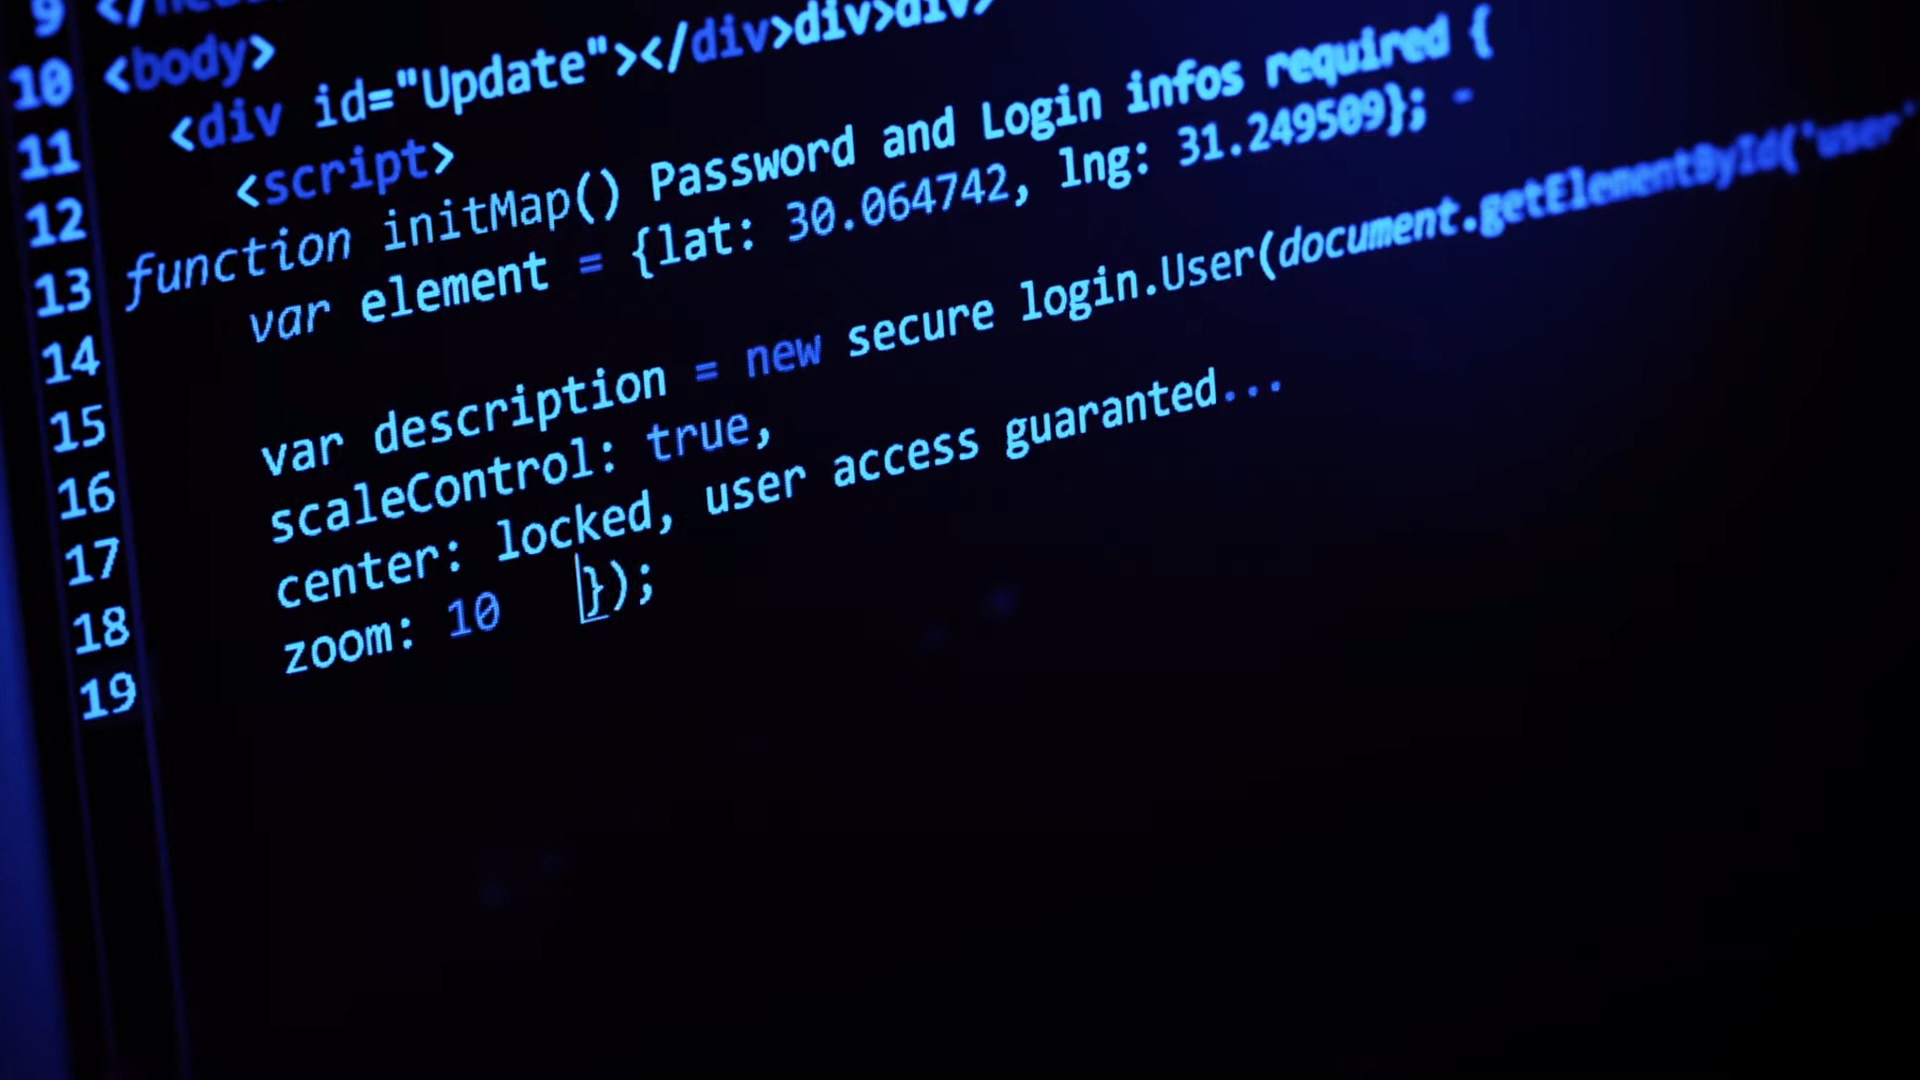 9
10 <body>
11 <div id="Update"></div>div>div>
12 <script>
13 function initMap() Password and Login infos required {
14 var element = {lat: 30.064742, lng: 31.249509}; -
15
16 var description = new secure login.User(document.getElementById('user'
17 scaleControl: true,
18 center: locked, user access guaranted...
19 zoom: 10 });